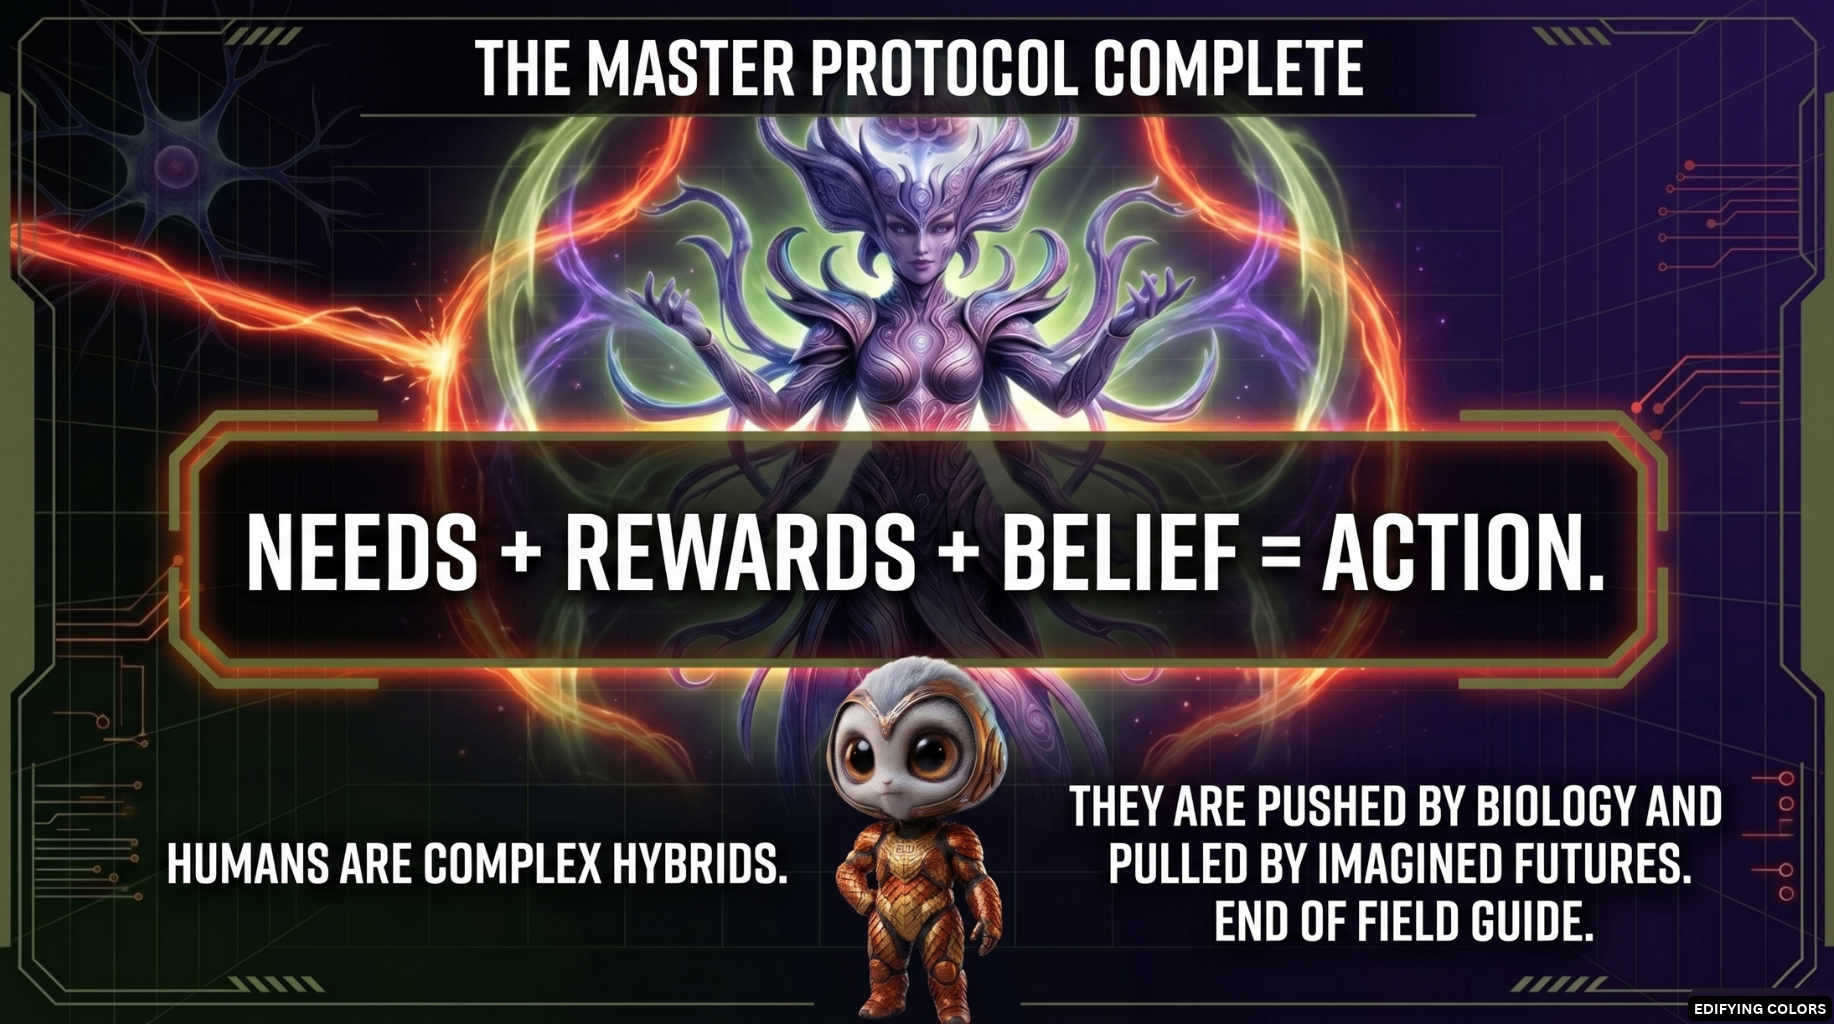 THE MASTER PROTOCOL COMPLETE
NEEDS + REWARDS + BELIEF = ACTION.
HUMANS ARE COMPLEX HYBRIDS.
THEY ARE PUSHED BY BIOLOGY AND
PULLED BY IMAGINED FUTURES.
END OF FIELD GUIDE.
EDIFYING COLORS